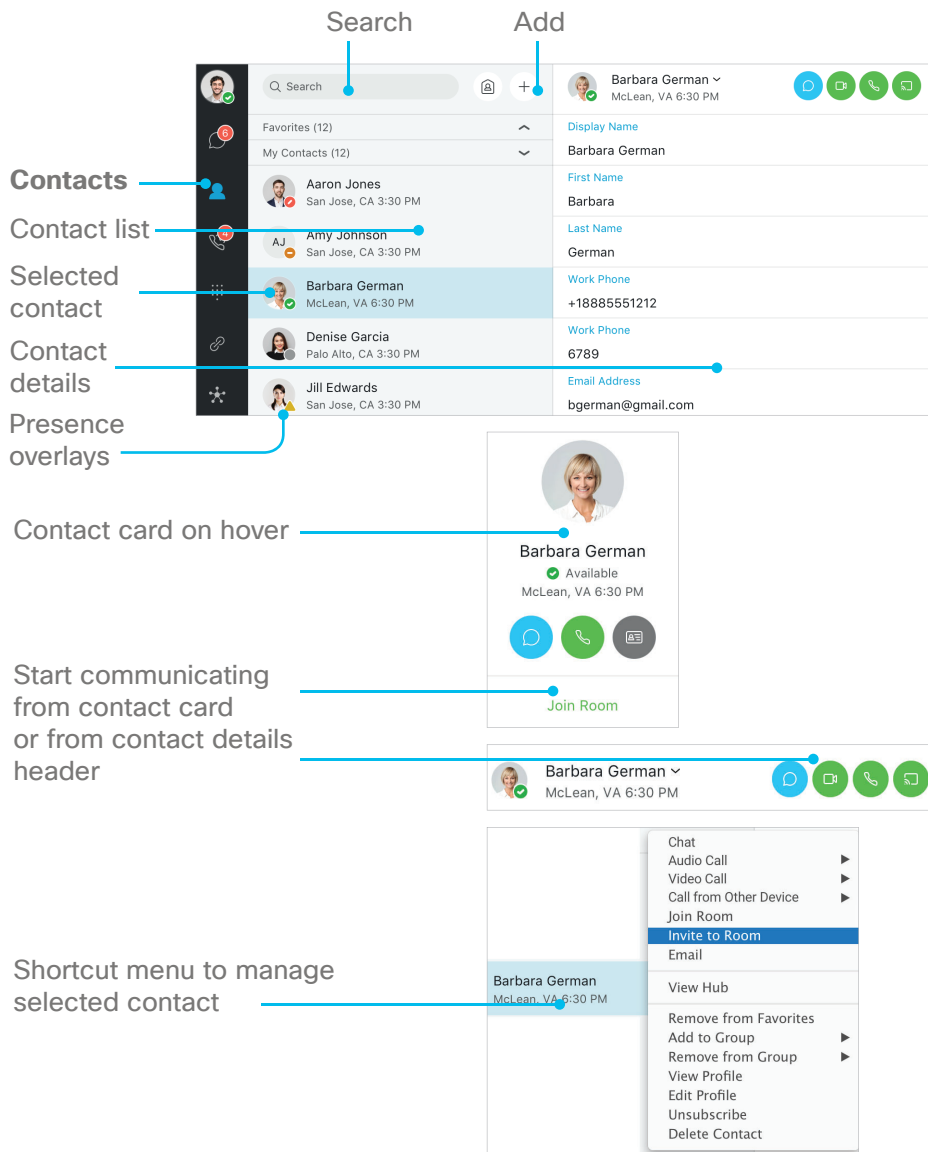 Search
Add
Search
Barbara German
McLean, VA 6:30 PM
6
Favorites (12)
My Contacts (12)
Display Name
Barbara German
Contacts
Aaron Jones
San Jose, CA 3:30 PM
First Name
Barbara
Contact list
4
AJ
Amy Johnson
San Jose, CA 3:30 PM
Last Name
German
Selected
contact
Barbara German
McLean, VA 6:30 PM
Work Phone
+18885551212
Contact
details
Denise Garcia
Palo Alto, CA 3:30 PM
Work Phone
6789
Jill Edwards
San Jose, CA 3:30 PM
Email Address
bgerman@gmail.com
Presence
overlays
Contact card on hover
Barbara German
Available
McLean, VA 6:30 PM
Start communicating
from contact card
or from contact details
header
Join Room
Barbara German
McLean, VA 6:30 PM
Shortcut menu to manage
selected contact
Barbara German
McLean, VA 6:30 PM
Chat
Audio Call
Video Call
Call from Other Device
Join Room
Invite to Room
Email
View Hub
Remove from Favorites
Add to Group
Remove from Group
View Profile
Edit Profile
Unsubscribe
Delete Contact